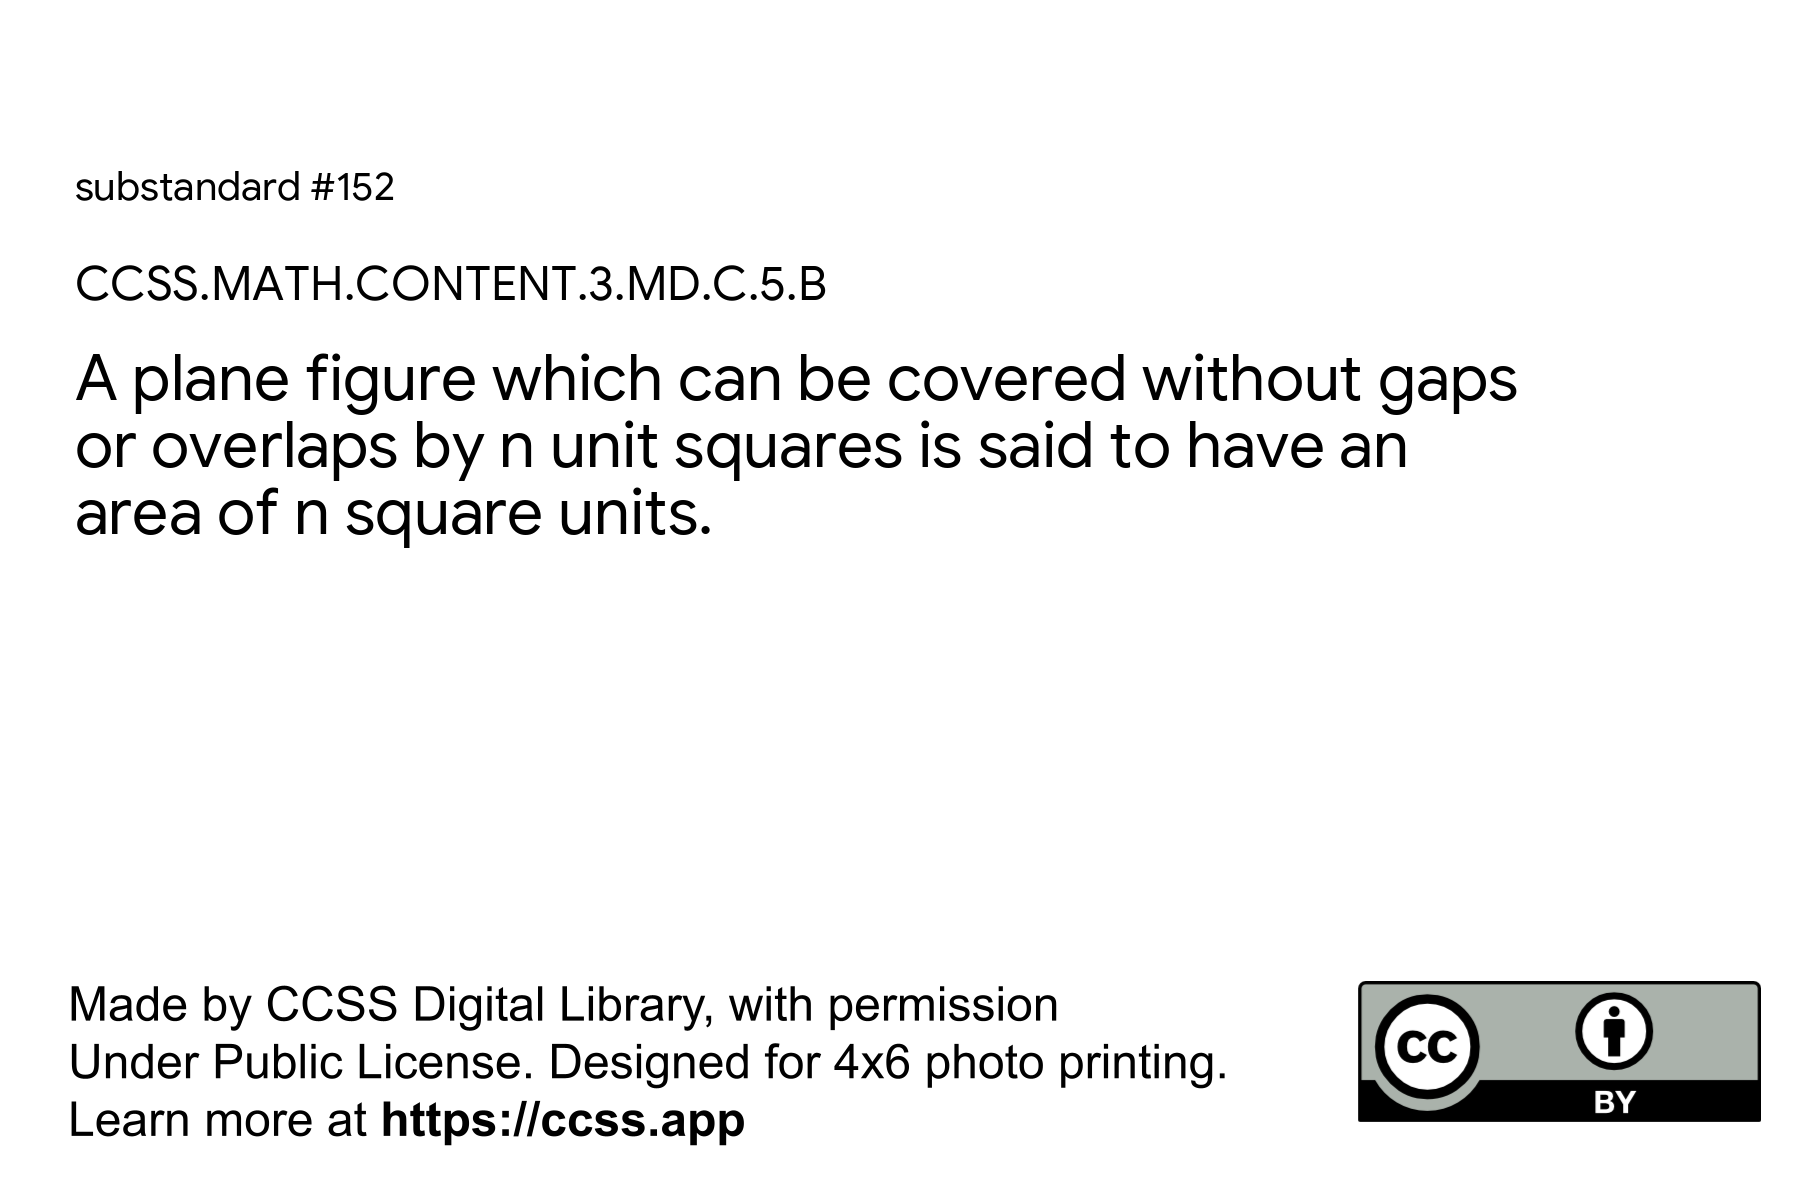 substandard #152
CCSS.MATH.CONTENT.3.MD.C.5.B
A plane figure which can be covered without gaps
or overlaps by n unit squares is said to have an
area of n square units.
Made by CCSS Digital Library, with permission
Under Public License. Designed for 4x6 photo printing.
Learn more at https://ccss.app
CC
BY